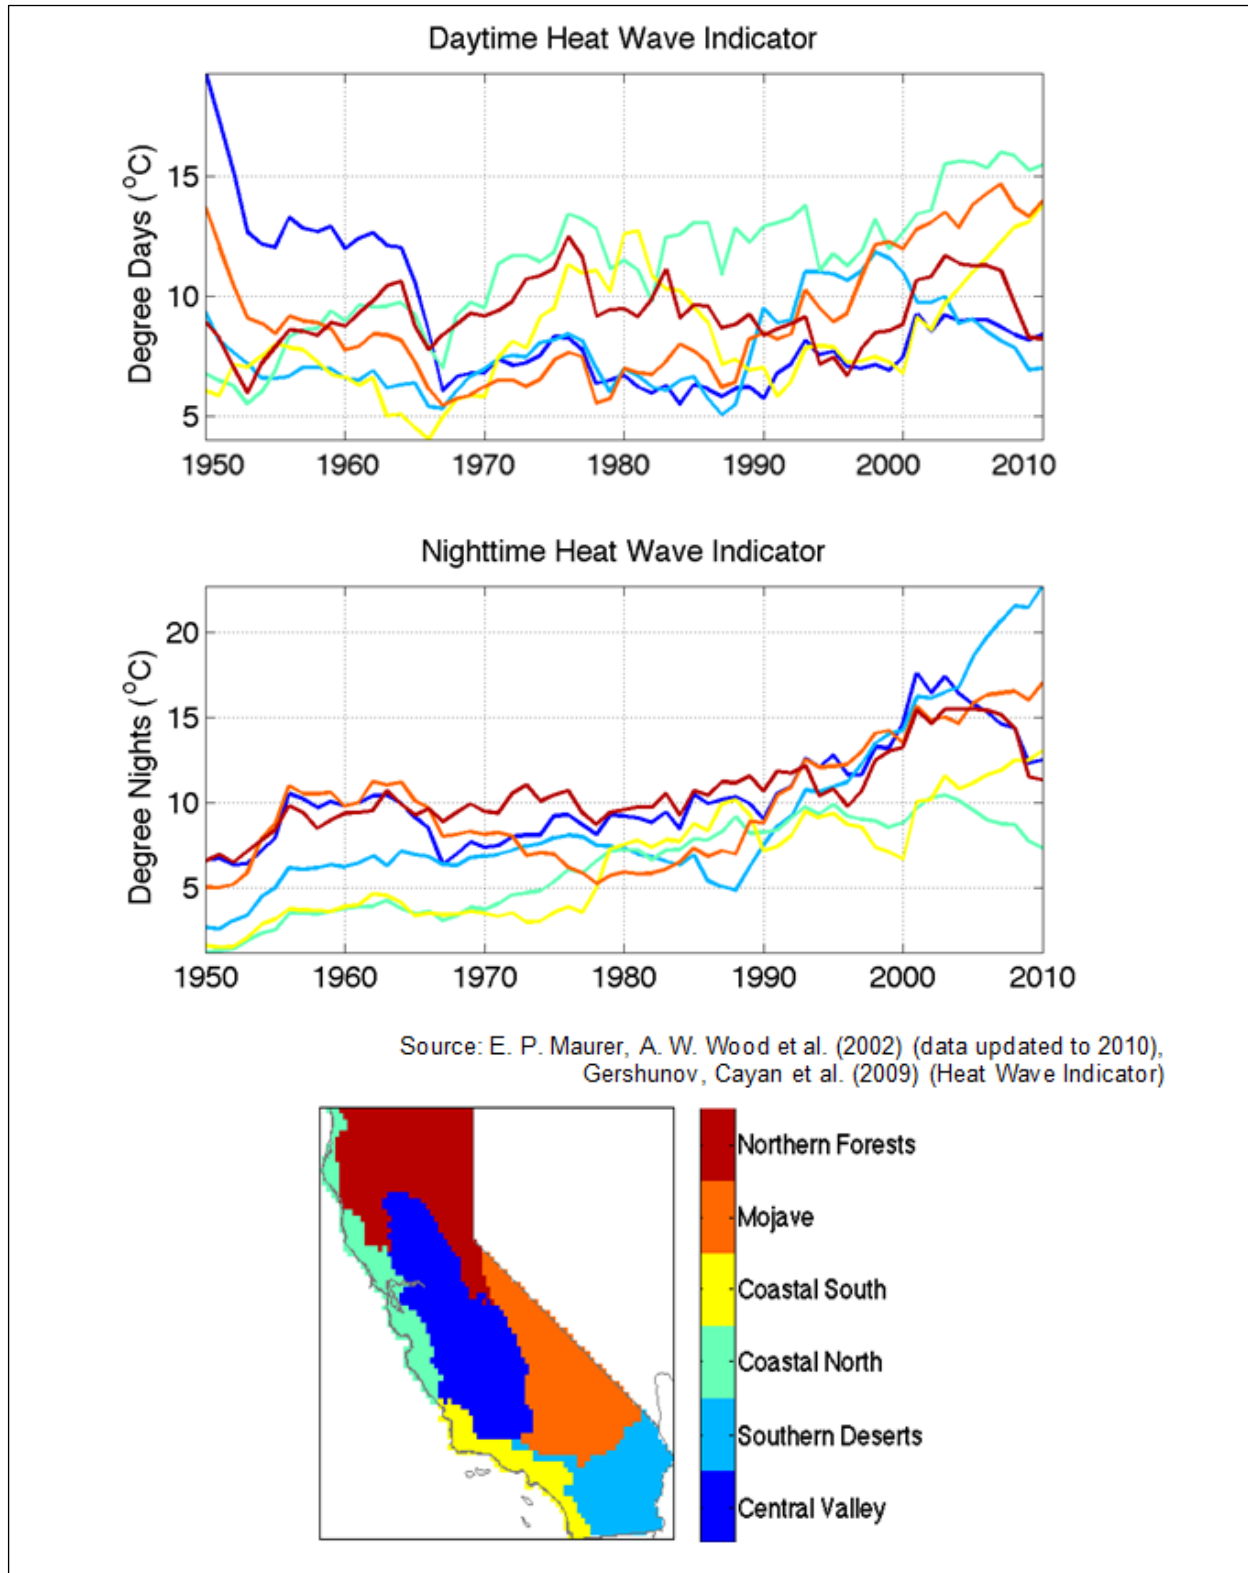 Daytime Heat Wave Indicator
Degree Days (°C)
15
10
5
1950 1960 1970 1980 1990 2000 2010
Nighttime Heat Wave Indicator
Degree Nights (°C)
20
15
10
5
1950 1960 1970 1980 1990 2000 2010
Source: E. P. Maurer, A. W. Wood et al. (2002) (data updated to 2010),
Gershunov, Cayan et al. (2009) (Heat Wave Indicator)
Northern Forests
Mojave
Coastal South
Coastal North
Southern Deserts
Central Valley